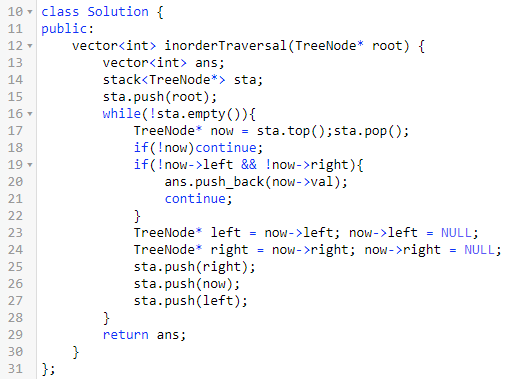 10 class Solution {
11 public:
12     vector<int> inorderTraversal(TreeNode* root) {
13         vector<int> ans;
14         stack<TreeNode*> sta;
15         sta.push(root);
16         while(!sta.empty()){
17             TreeNode* now = sta.top();sta.pop();
18             if(!now)continue;
19             if(!now->left && !now->right){
20                 ans.push_back(now->val);
21                 continue;
22             }
23             TreeNode* left = now->left; now->left = NULL;
24             TreeNode* right = now->right; now->right = NULL;
25             sta.push(right);
26             sta.push(now);
27             sta.push(left);
28         }
29         return ans;
30     }
31 };